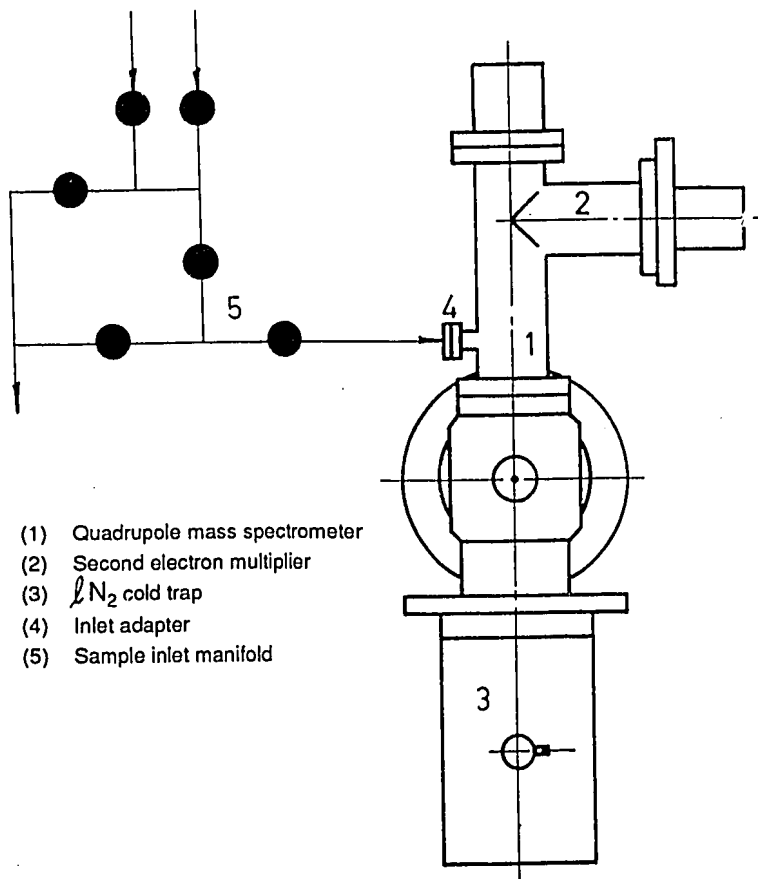 2
4
5
1
(1) Quadrupole mass spectrometer
(2) Second electron multiplier
(3) ℓN₂ cold trap
(4) Inlet adapter
(5) Sample inlet manifold
3